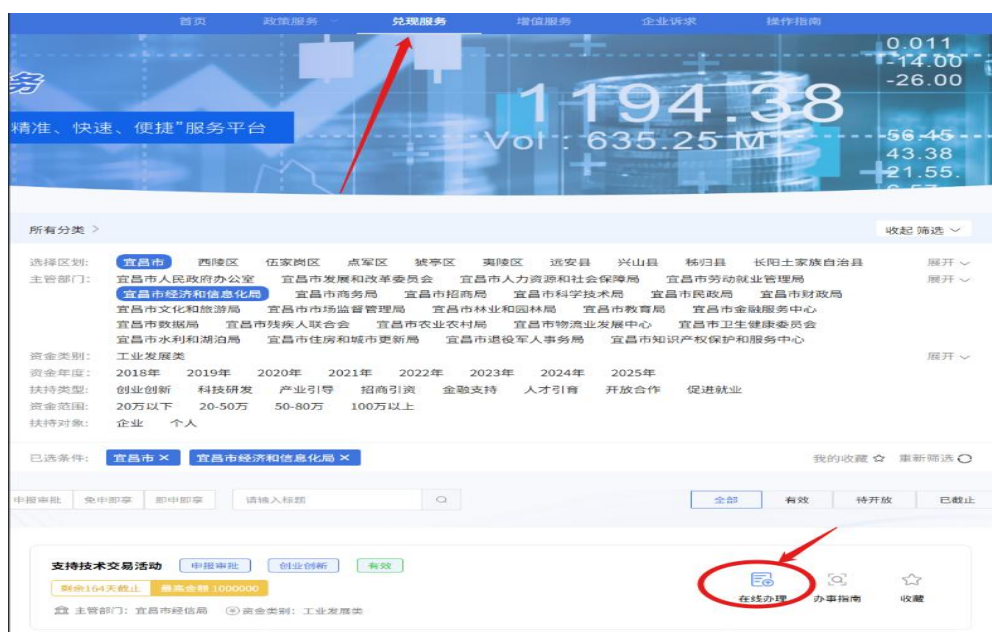 首页 政策服务 兑现服务 增值服务 企业诉求 操作指南
务
精准、快速、便捷”服务平台
1194.38
Vol : 635.25 M
0.011
-14.00
-26.00
56.45
43.38
21.55.
所有分类 >
收起 筛选
选择区划: 宜昌市 西陵区 伍家岗区 点军区 猇亭区 夷陵区 远安县 兴山县 秭归县 长阳土家族自治县 展开
主管部门: 宜昌市人民政府办公室 宜昌市发展和改革委员会 宜昌市人力资源和社会保障局 宜昌市劳动就业管理局 展开
宜昌市经济和信息化局 宜昌市商务局 宜昌市招商局 宜昌市科学技术局 宜昌市民政局 宜昌市财政局
宜昌市文化和旅游局 宜昌市市场监督管理局 宜昌市林业和园林局 宜昌市教育局 宜昌市金融服务中心
宜昌市数据局 宜昌市残疾人联合会 宜昌市农业农村局 宜昌市物流业发展中心 宜昌市卫生健康委员会
宜昌市水利和湖泊局 宜昌市住房和城市更新局 宜昌市退役军人事务局 宜昌市知识产权保护和服务中心
资金类别: 工业发展类 展开
资金年度: 2018年 2019年 2020年 2021年 2022年 2023年 2024年 2025年
扶持类型: 创业创新 科技研发 产业引导 招商引资 金融支持 人才引育 开放合作 促进就业
资金范围: 20万以下 20-50万 50-80万 100万以上
扶持对象: 企业 个人
已选条件: 宜昌市 × 宜昌市经济和信息化局 × 我的收藏 重新筛选
申报审批 免申即享 即申即享 请输入标题 全部 有效 待开放 已截止
支持技术交易活动 申报审批 创业创新 有效
剩余164天截止 最高金额 1000000
在线办理 办事指南 收藏
主管部门: 宜昌市经信局 资金类别: 工业发展类